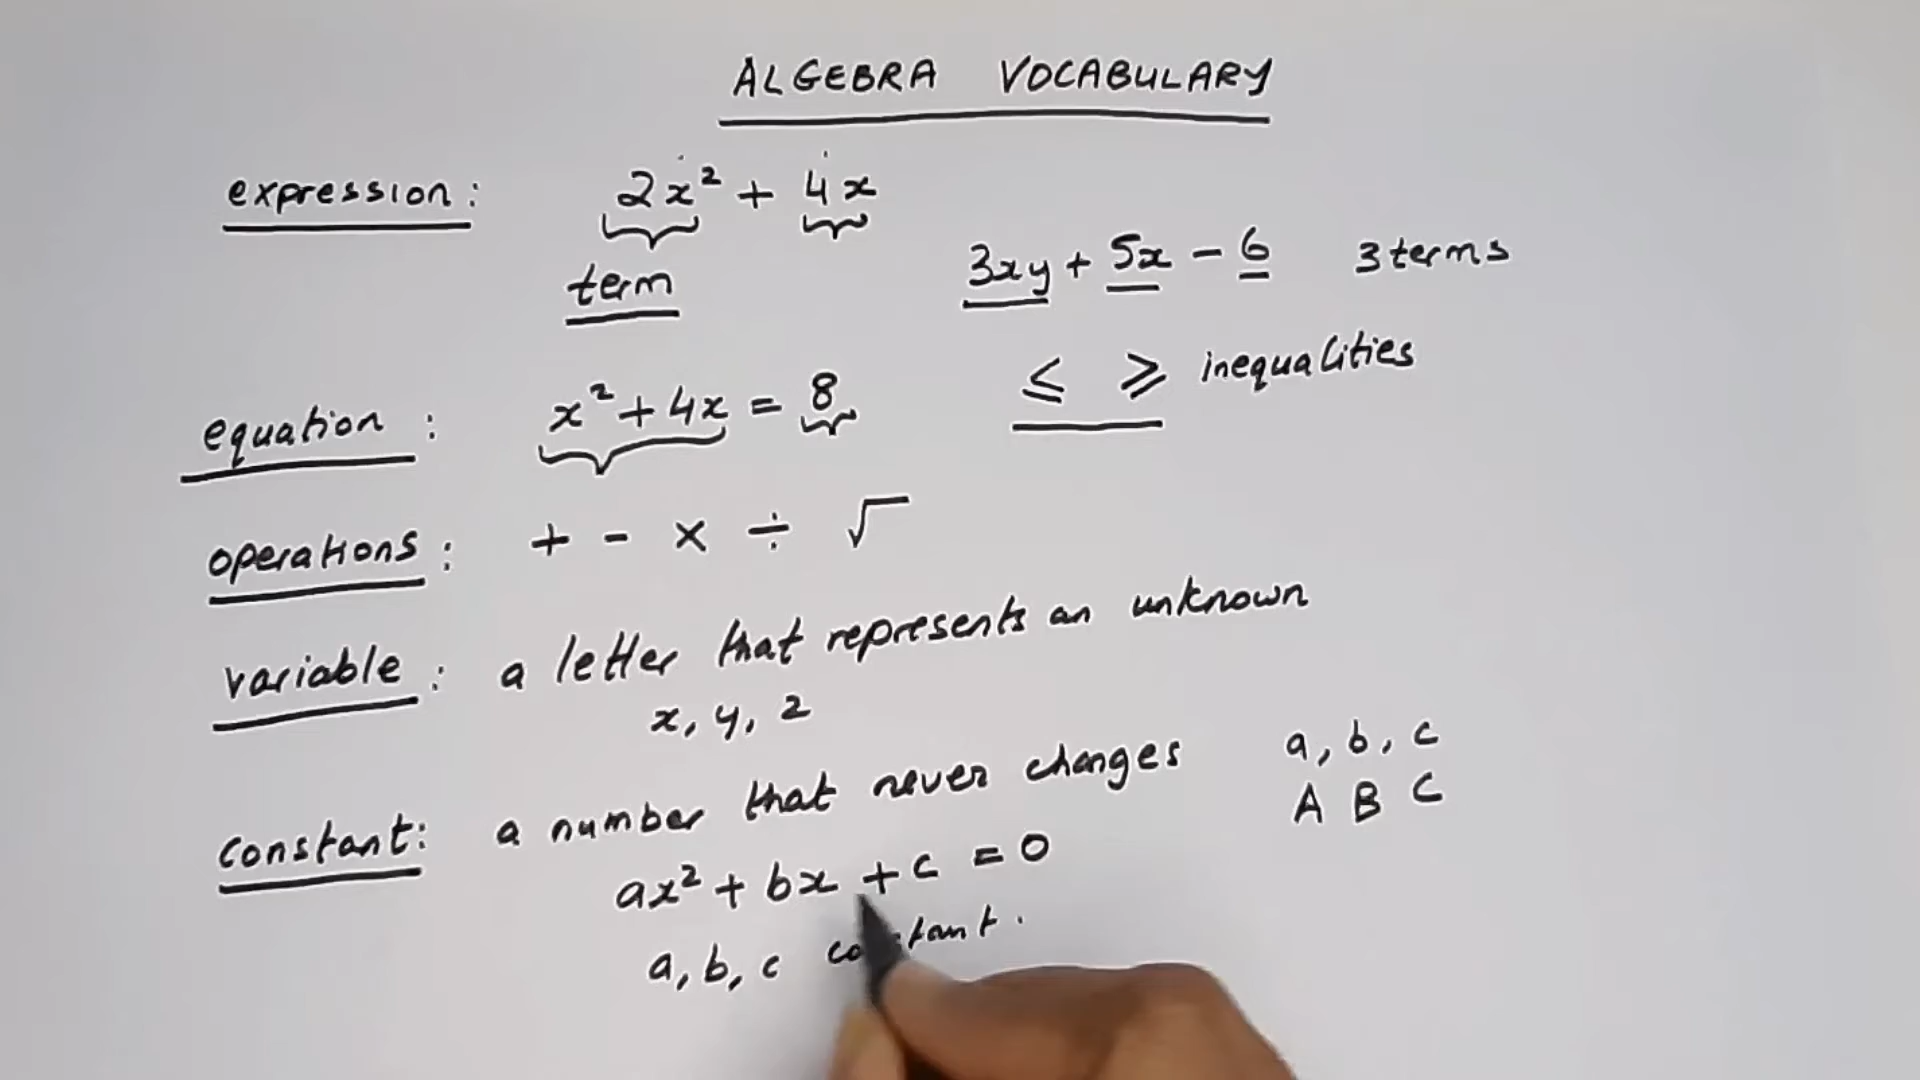 ALGEBRA VOCABULARY
expression: 2x² + 4x
term
3xy + 5x - 6 3 terms
equation: x² + 4x = 8
≤ ≥ inequalities
operations: + - × ÷ √
variable: a letter that represents an unknown
x, y, z
constant: a number that never changes
a, b, c
A B C
ax² + bx + c = 0
a, b, c